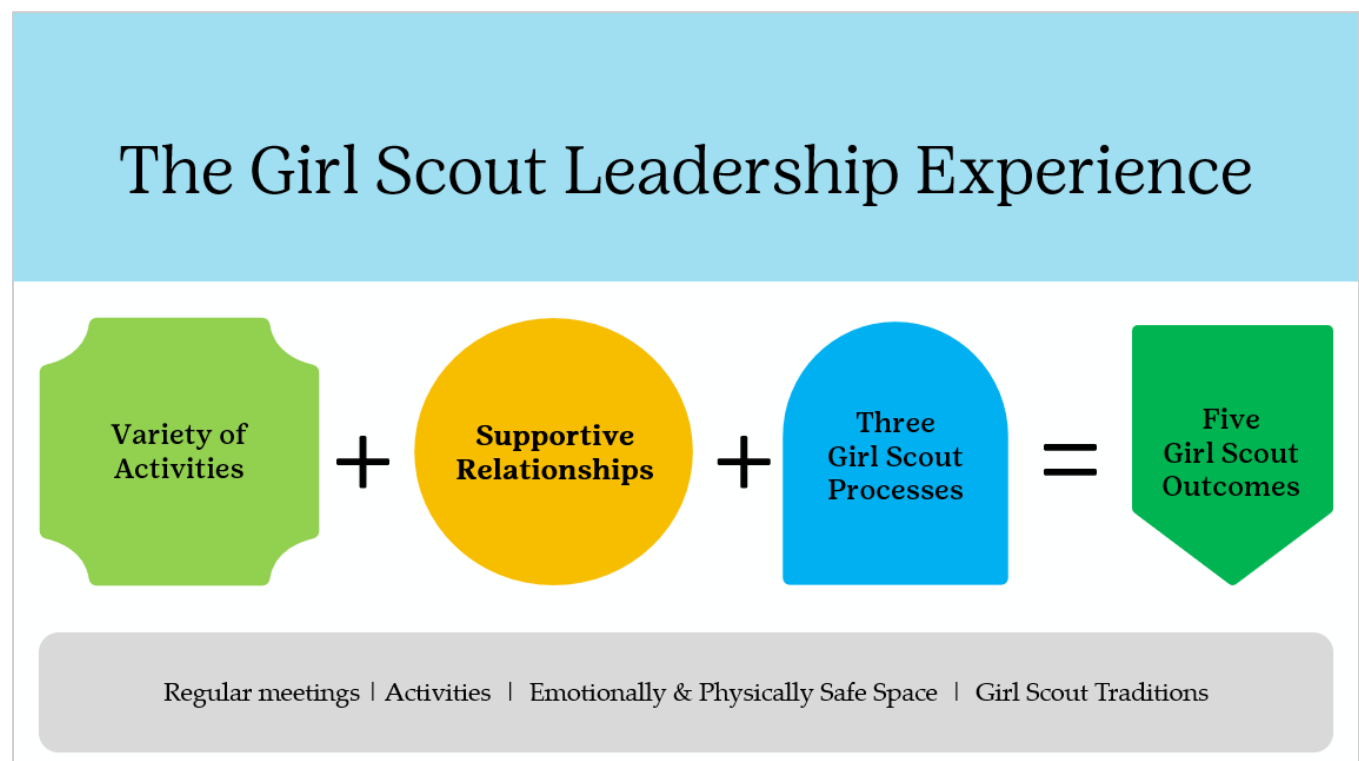 The Girl Scout Leadership Experience
Variety of
Activities
+
Supportive
Relationships
+
Three
Girl Scout
Processes
=
Five
Girl Scout
Outcomes
Regular meetings | Activities | Emotionally & Physically Safe Space | Girl Scout Traditions